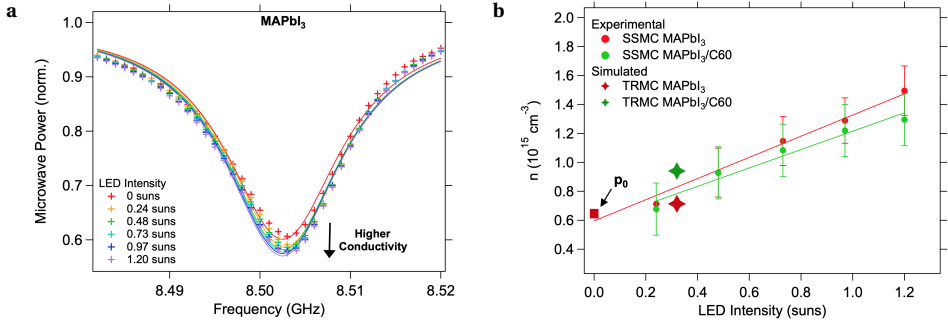 a
MAPbI3
1.0
0.9
0.8
0.7
0.6
Microwave Power (norm.)
LED Intensity
0 suns
0.24 suns
0.48 suns
0.73 suns
0.97 suns
1.20 suns
Higher
Conductivity
8.49
8.50
8.51
8.52
Frequency (GHz)
b
2.0
1.8
1.6
1.4
1.2
1.0
0.8
0.6
0.4
n (10^15 cm^-3)
Experimental
SSMC MAPbI3
SSMC MAPbI3/C60
Simulated
TRMC MAPbI3
TRMC MAPbI3/C60
p0
0.0
0.2
0.4
0.6
0.8
1.0
1.2
LED Intensity (suns)